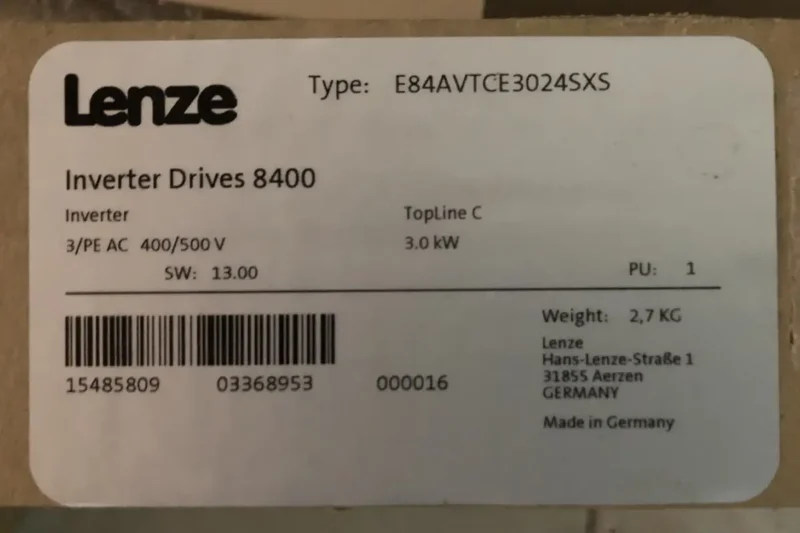 Lenze
Type: E84AVTCE3024SXS
Inverter Drives 8400
Inverter TopLine C
3/PE AC 400/500 V 3.0 kW
SW: 13.00 PU: 1
Weight: 2,7 KG
Lenze
Hans-Lenze-Straße 1
31855 Aerzen
GERMANY
Made in Germany
15485809 03368953 000016